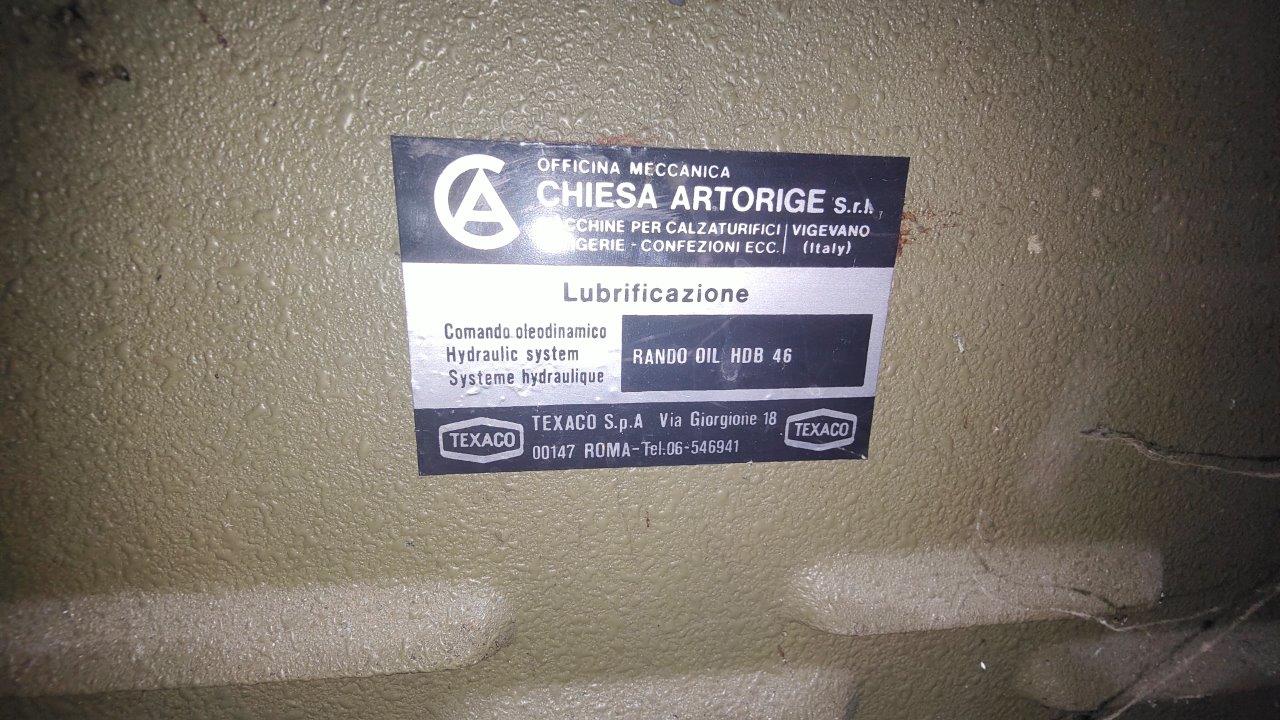 CA
OFFICINA MECCANICA
CHIESA ARTORIGE S.r.l.
PER CALZATURIFICI
CONFEZIONI ECC.
VIGEVANO
(Italy)
Lubrificazione
Comando oleodinamico
Hydraulic system
Systeme hydraulique
RANDO OIL HDB 46
TEXACO
TEXACO S.p.A Via Giorgione 18
00147 ROMA-Tel.06-546941
TEXACO